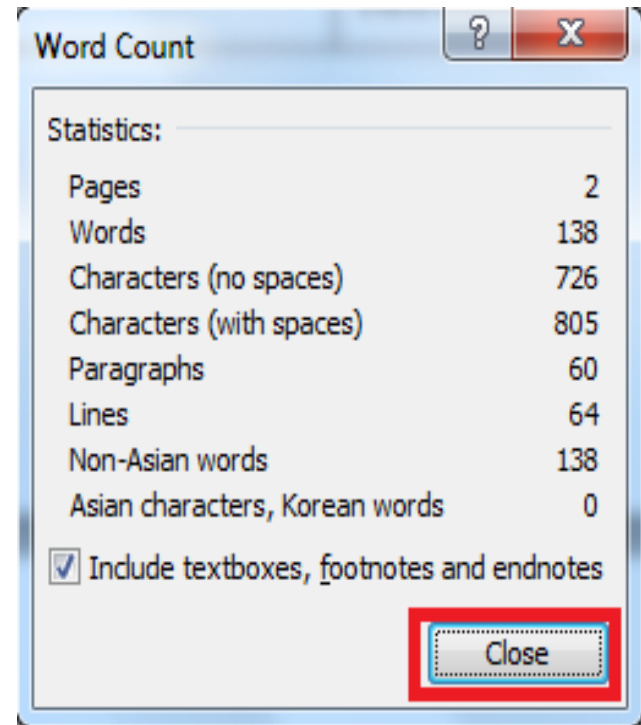 Word Count
?
X
Statistics:
Pages 2
Words 138
Characters (no spaces) 726
Characters (with spaces) 805
Paragraphs 60
Lines 64
Non-Asian words 138
Asian characters, Korean words 0
Include textboxes, footnotes and endnotes
Close